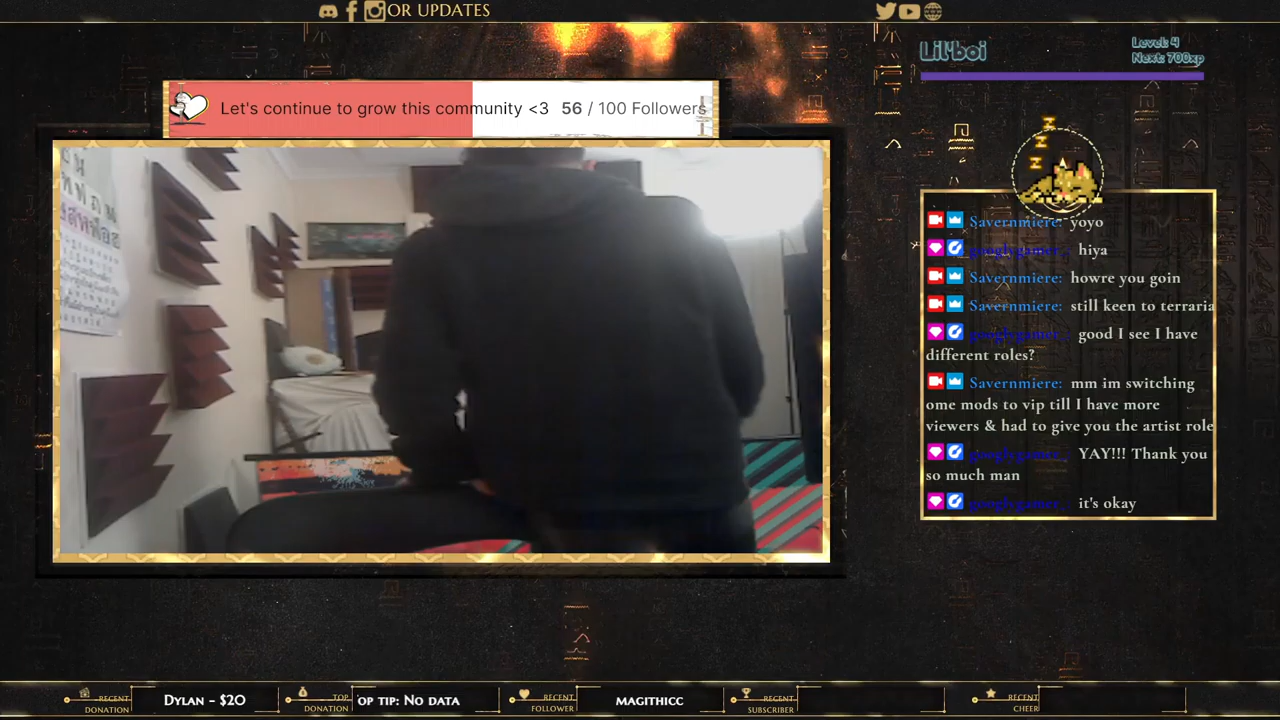 OR UPDATES
Lil'boi
Level: 4
Next: 700xp
Let's continue to grow this community <3 56 / 100 Followers
Z
Z
Z
Savernmiere: yoyo
googlygamer_: hiya
Savernmiere: howre you goin
Savernmiere: still keen to terraria
googlygamer_: good I see I have
different roles?
Savernmiere: mm im switching
ome mods to vip till I have more
viewers & had to give you the artist role
googlygamer_: YAY!!! Thank you
so much man
googlygamer_: it's okay
RECENT
DONATION
DYLAN - $20
TOP
DONATION
OP TIP: NO DATA
RECENT
FOLLOWER
MAGITHICC
RECENT
SUBSCRIBER
RECENT
CHEER